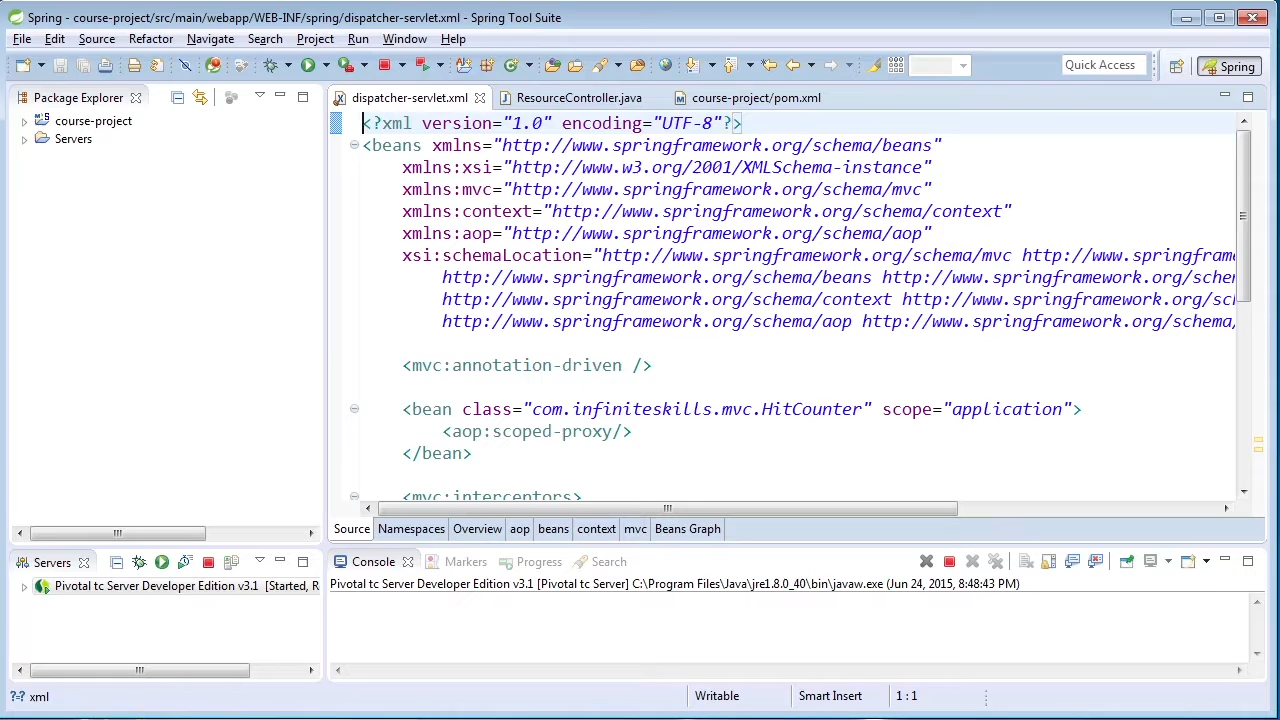 Spring - course-project/src/main/webapp/WEB-INF/spring/dispatcher-servlet.xml - Spring Tool Suite
File Edit Source Refactor Navigate Search Project Run Window Help
Quick Access Spring
Package Explorer
course-project
Servers
dispatcher-servlet.xml ResourceController.java course-project/pom.xml
<?xml version="1.0" encoding="UTF-8"?>
<beans xmlns="http://www.springframework.org/schema/beans"
xmlns:xsi="http://www.w3.org/2001/XMLSchema-instance"
xmlns:mvc="http://www.springframework.org/schema/mvc"
xmlns:context="http://www.springframework.org/schema/context"
xmlns:aop="http://www.springframework.org/schema/aop"
xsi:schemaLocation="http://www.springframework.org/schema/mvc http://www.springframe
http://www.springframework.org/schema/beans http://www.springframework.org/scher
http://www.springframework.org/schema/context http://www.springframework.org/sc
http://www.springframework.org/schema/aop http://www.springframework.org/schema/
<mvc:annotation-driven />
<bean class="com.infiniteskills.mvc.HitCounter" scope="application">
<aop:scoped-proxy/>
</bean>
<mvc:interceptors>
Source Namespaces Overview aop beans context mvc Beans Graph
Servers
Pivotal tc Server Developer Edition v3.1 [Started, R
Console Markers Progress Search
Pivotal tc Server Developer Edition v3.1 [Pivotal tc Server] C:\Program Files\Java\jre1.8.0_40\bin\javaw.exe (Jun 24, 2015, 8:48:43 PM)
xml Writable Smart Insert 1 : 1